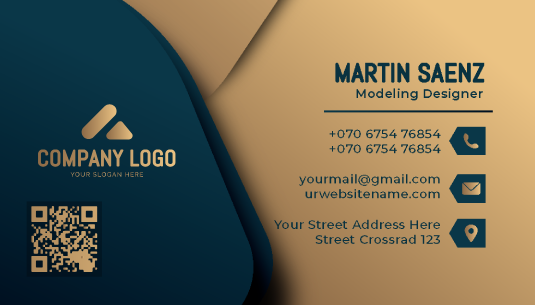 COMPANY LOGO
YOUR SLOGAN HERE
MARTIN SAENZ
Modeling Designer
+070 6754 76854
+070 6754 76854
yourmail@gmail.com
urwebsitename.com
Your Street Address Here
Street Crossrad 123